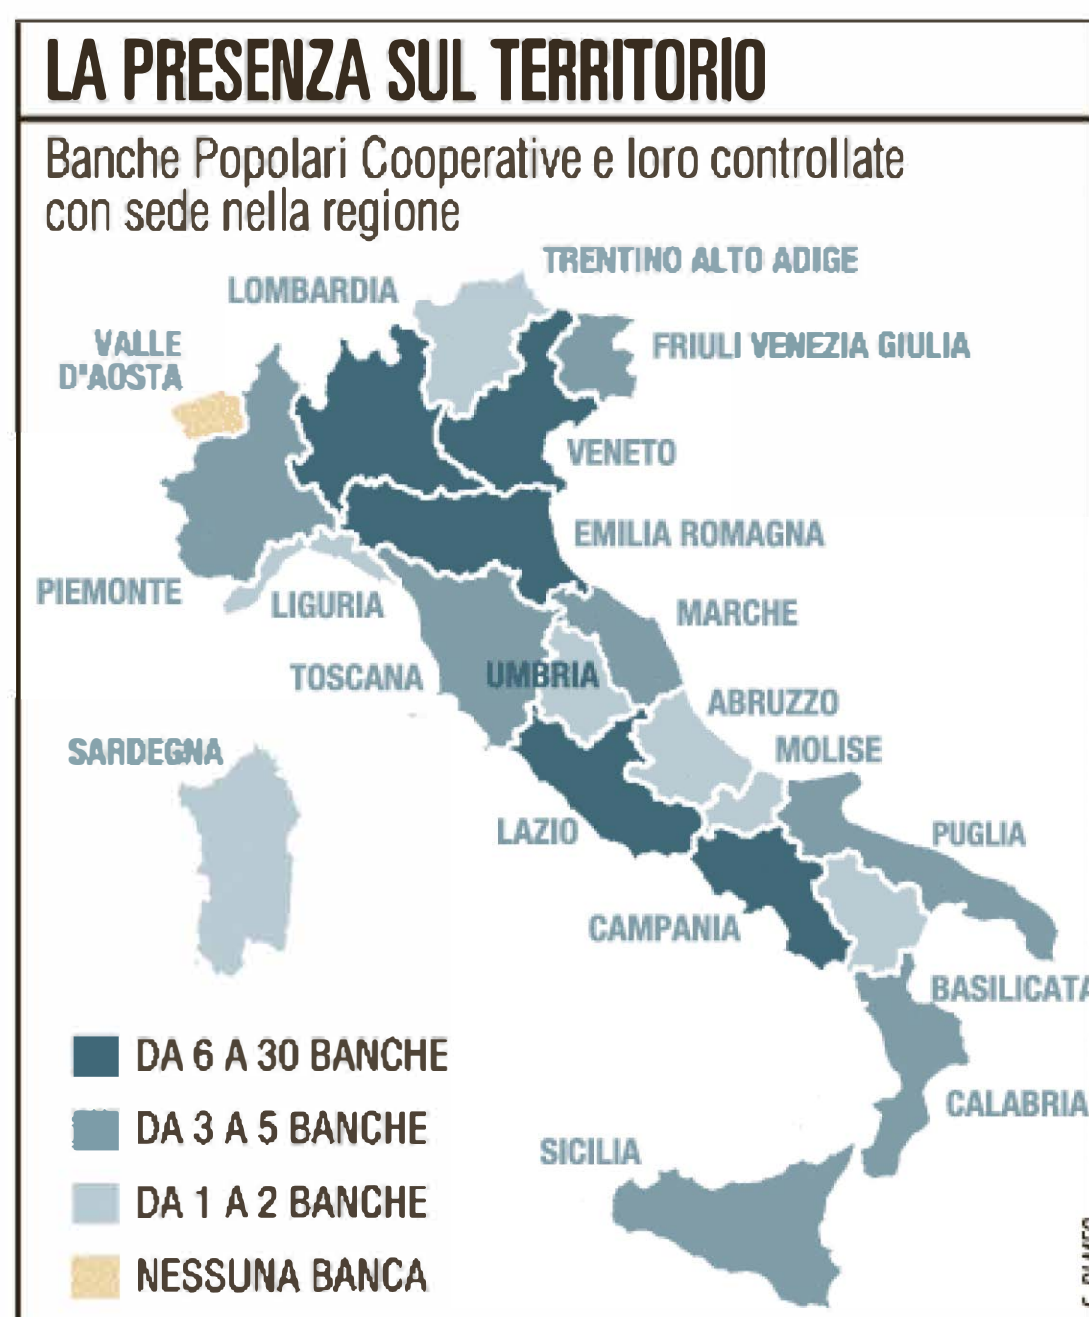 LA PRESENZA SUL TERRITORIO
Banche Popolari Cooperative e loro controllate
con sede nella regione
TRENTINO ALTO ADIGE
LOMBARDIA
VALLE
D'AOSTA
FRIULI VENEZIA GIULIA
VENETO
EMILIA ROMAGNA
PIEMONTE
LIGURIA
MARCHE
TOSCANA
UMBRIA
ABRUZZO
SARDEGNA
MOLISE
LAZIO
PUGLIA
CAMPANIA
BASILICATA
DA 6 A 30 BANCHE
CALABRIA
DA 3 A 5 BANCHE
SICILIA
DA 1 A 2 BANCHE
NESSUNA BANCA